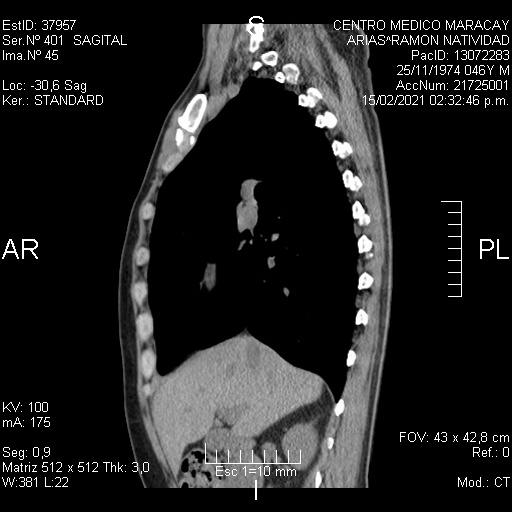 EstID: 37957
Ser.Nº 401 SAGITAL
Ima.Nº 45
Loc: -30,6 Sag
Ker.: STANDARD
CENTRO MEDICO MARACAY
ARIAS^RAMON NATIVIDAD
PacID: 13072283
25/11/1974 046Y M
AccNum: 21725001
15/02/2021 02:32:46 p.m.
AR
PL
KV: 100
mA: 175
Seg: 0,9
Matriz 512 x 512 Thk: 3,0
W:381 L:22
Esc 1=10 mm
FOV: 43 x 42,8 cm
Ref.: 0
Mod.: CT